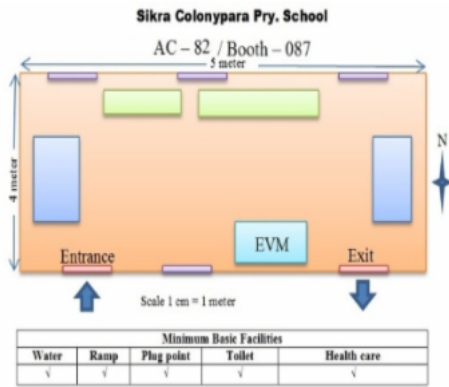 Sikra Colonypara Pry. School
AC – 82 / Booth – 087
5 meter
4 meter
N
EVM
Entrance
Exit
Scale 1 cm = 1 meter
Minimum Basic Facilities
Water Ramp Plug point Toilet Health care
√ √ √ √ √